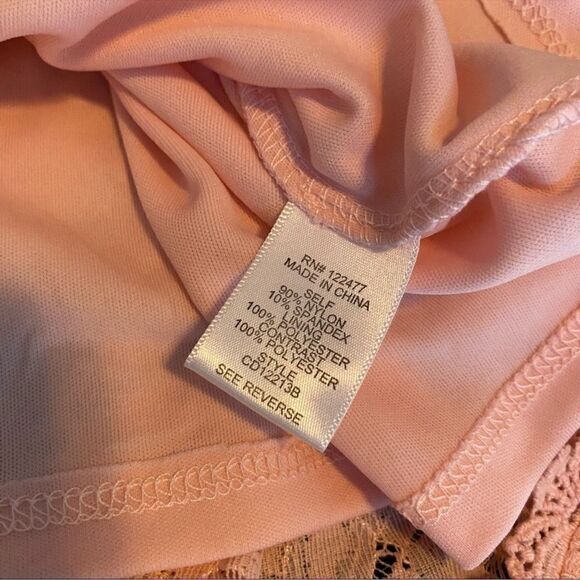 RN# 122477
MADE IN CHINA
SELF
90% NYLON
10% SPANDEX
LINING
100% POLYESTER
CONTRAST
100% POLYESTER
STYLE
CD12213B
SEE REVERSE